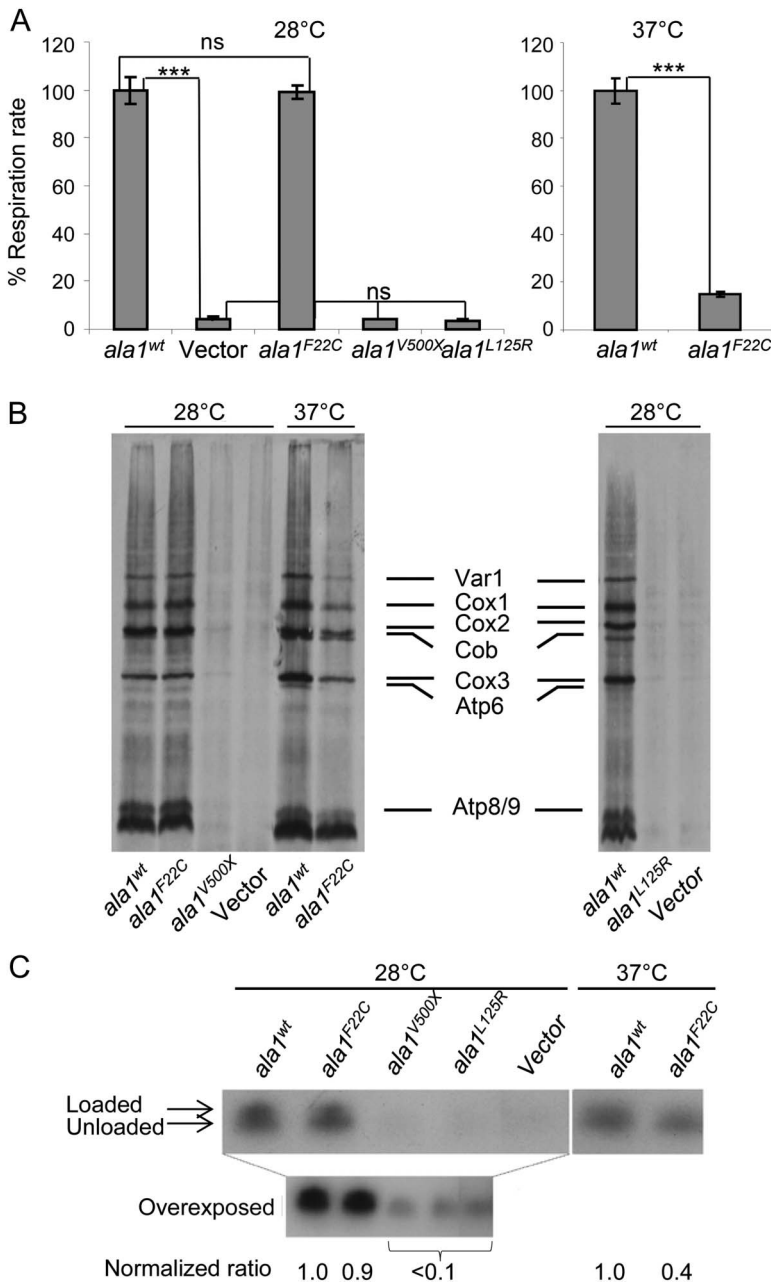 A
28°C
37°C
ns
***
***
ns
% Respiration rate
120
100
80
60
40
20
0
120
100
80
60
40
20
0
ala1wt Vector ala1F22C ala1V500X ala1L125R
ala1wt ala1F22C
B
28°C 37°C 28°C
Var1
Cox1
Cox2
Cob
Cox3
Atp6
Atp8/9
ala1wt ala1F22C ala1V500X Vector ala1wt ala1F22C
ala1wt ala1L125R Vector
C
28°C 37°C
ala1wt ala1F22C ala1V500X ala1L125R Vector ala1wt ala1F22C
Loaded
Unloaded
Overexposed
Normalized ratio 1.0 0.9 <0.1 1.0 0.4